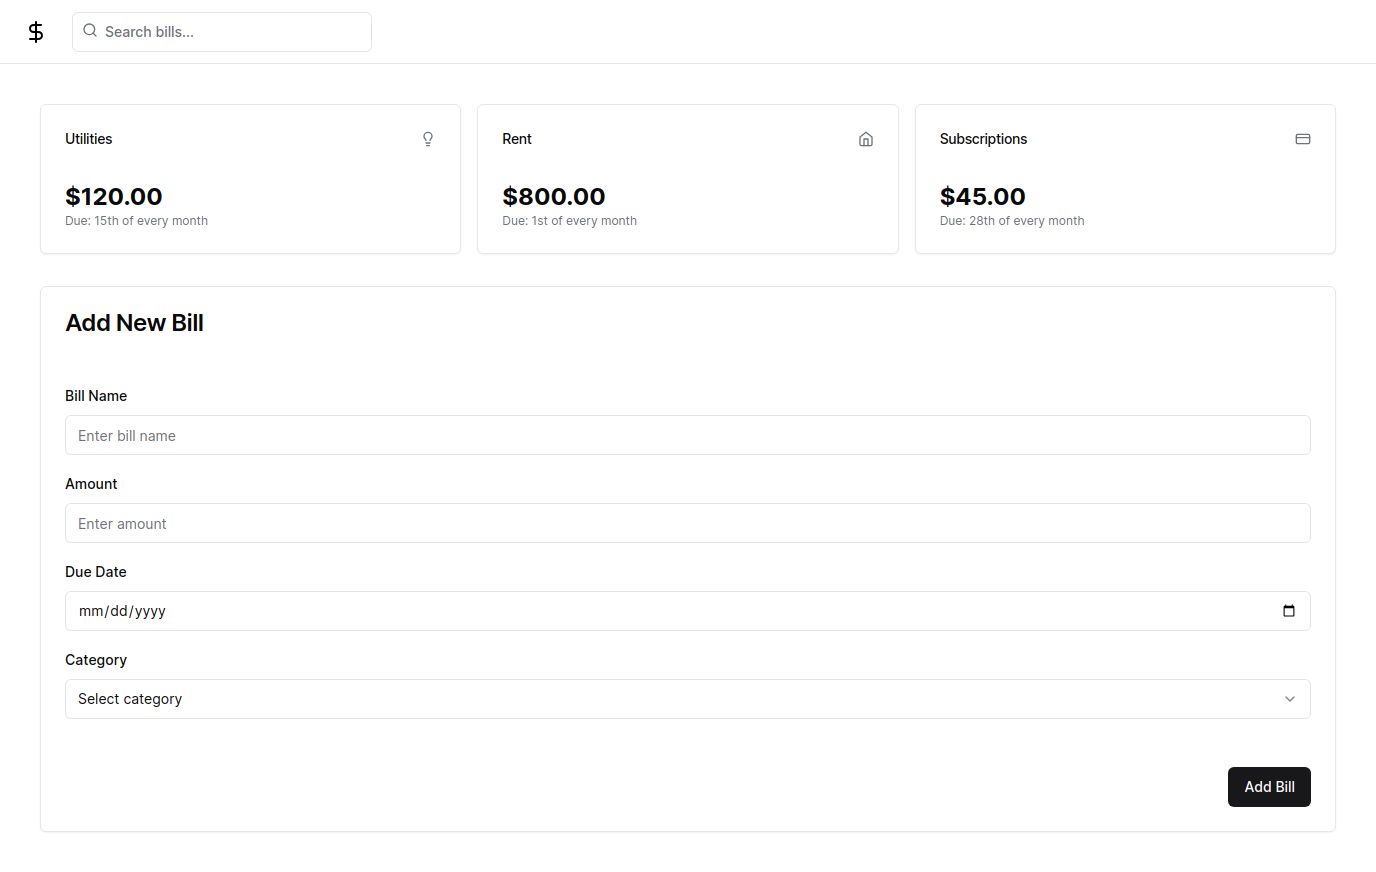 $
Search bills...
Utilities
$120.00
Due: 15th of every month
Rent
$800.00
Due: 1st of every month
Subscriptions
$45.00
Due: 28th of every month
Add New Bill
Bill Name
Enter bill name
Amount
Enter amount
Due Date
mm/dd/yyyy
Category
Select category
Add Bill